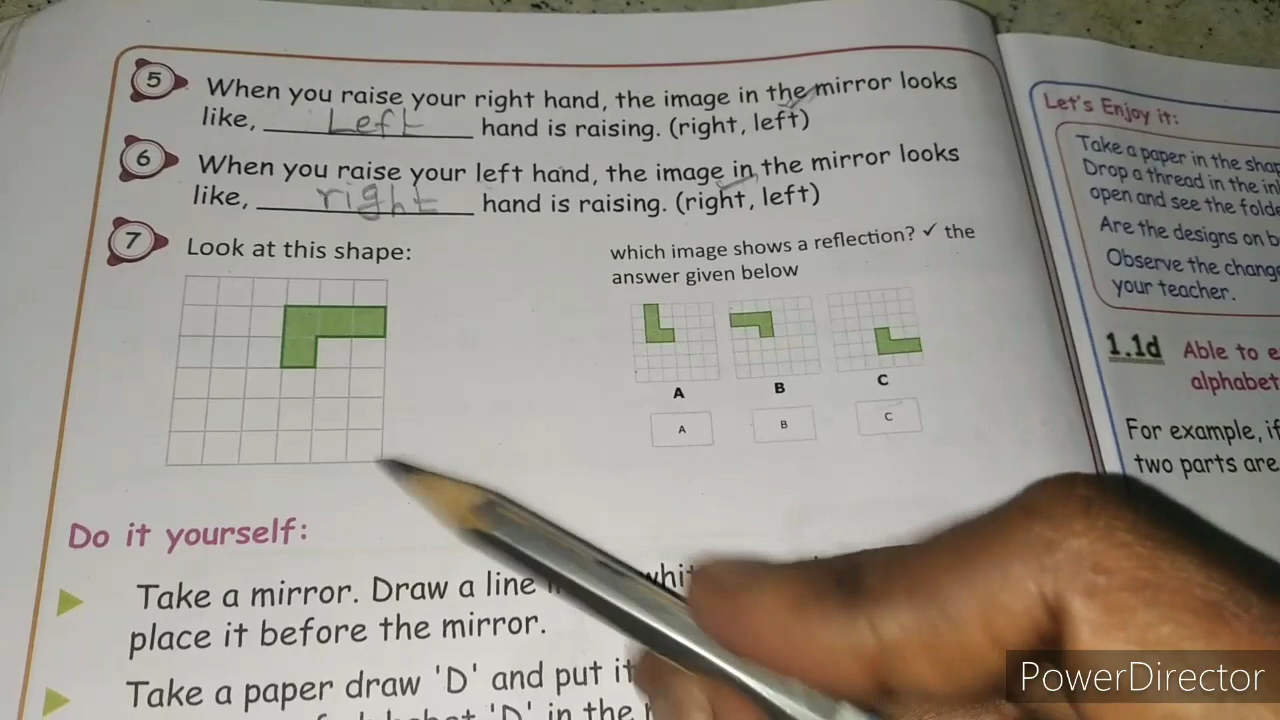 5 When you raise your right hand, the image in the mirror looks
like, Left hand is raising. (right, left)
6 When you raise your left hand, the image in the mirror looks
like, right hand is raising. (right, left)
7 Look at this shape:
which image shows a reflection? ✓ the
answer given below
A B C
A B C
Do it yourself:
Take a mirror. Draw a line
place it before the mirror.
Take a paper draw 'D' and put it
'D' in the
Let's Enjoy it:
Take a paper in the
Drop a thread in the
open and see the
Are the designs on
Observe the
your teacher.
1.1d Able to
For example, if
two parts are
PowerDirector